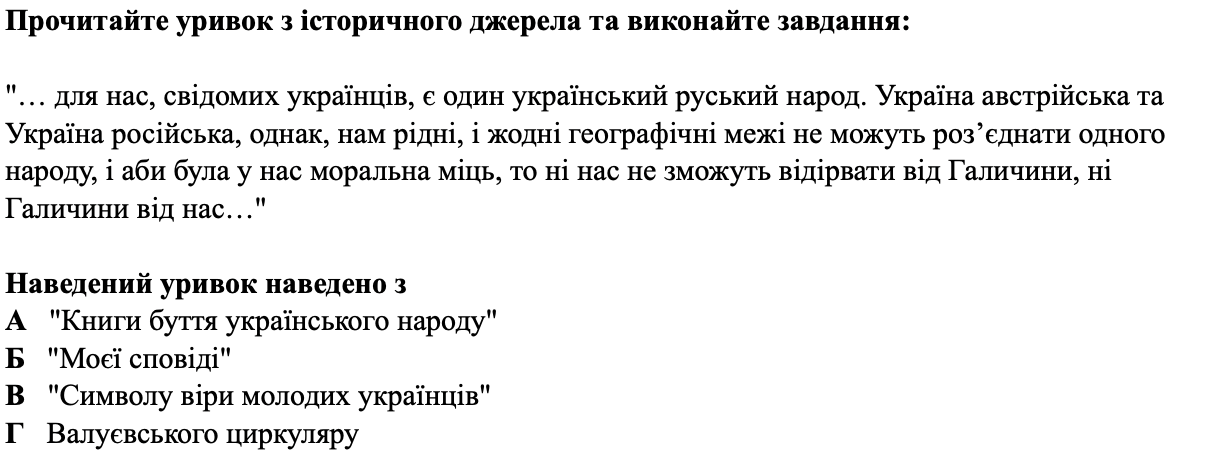 Прочитайте уривок з історичного джерела та виконайте завдання:
"… для нас, свідомих українців, є один український руський народ. Україна австрійська та
Україна російська, однак, нам рідні, і жодні географічні межі не можуть роз’єднати одного
народу, і аби була у нас моральна міць, то ні нас не зможуть відірвати від Галичини, ні
Галичини від нас…"
Наведений уривок наведено з
А "Книги буття українського народу"
Б "Моєї сповіді"
В "Символу віри молодих українців"
Г Валуєвського циркуляру